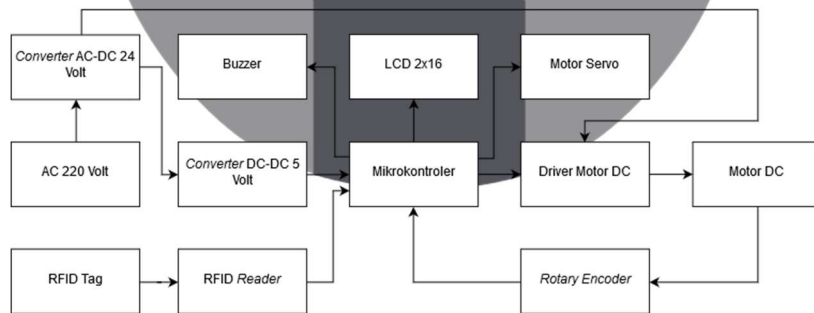 Converter AC-DC 24
Volt
Buzzer
LCD 2x16
Motor Servo
AC 220 Volt
Converter DC-DC 5
Volt
Mikrokontroler
Driver Motor DC
Motor DC
RFID Tag
RFID Reader
Rotary Encoder